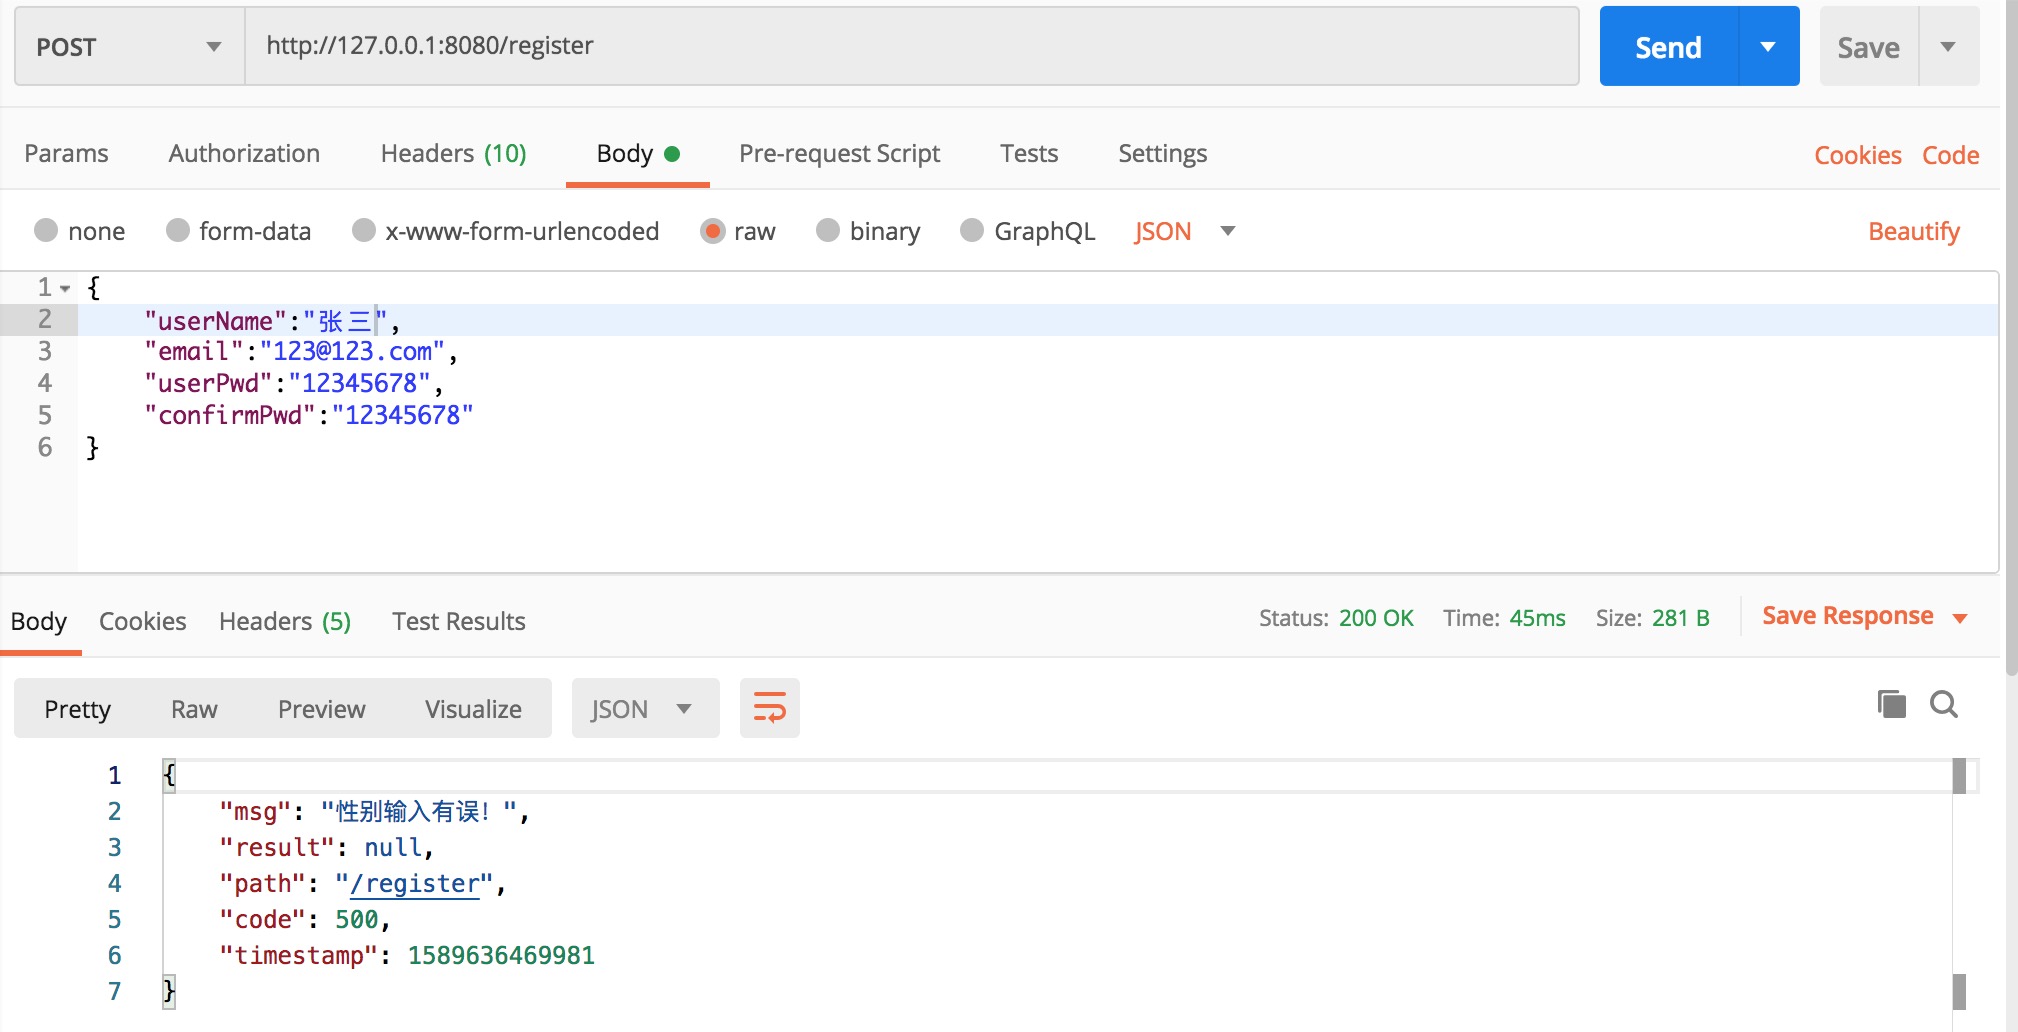 POST http://127.0.0.1:8080/register Send Save
Params Authorization Headers (10) Body Pre-request Script Tests Settings Cookies Code
none form-data x-www-form-urlencoded raw binary GraphQL JSON Beautify
1 {
2 "userName":"张三",
3 "email":"123@123.com",
4 "userPwd":"12345678",
5 "confirmPwd":"12345678"
6 }
Body Cookies Headers (5) Test Results Status: 200 OK Time: 45ms Size: 281 B Save Response
Pretty Raw Preview Visualize JSON
1 {
2 "msg": "性别输入有误！",
3 "result": null,
4 "path": "/register",
5 "code": 500,
6 "timestamp": 1589636469981
7 }